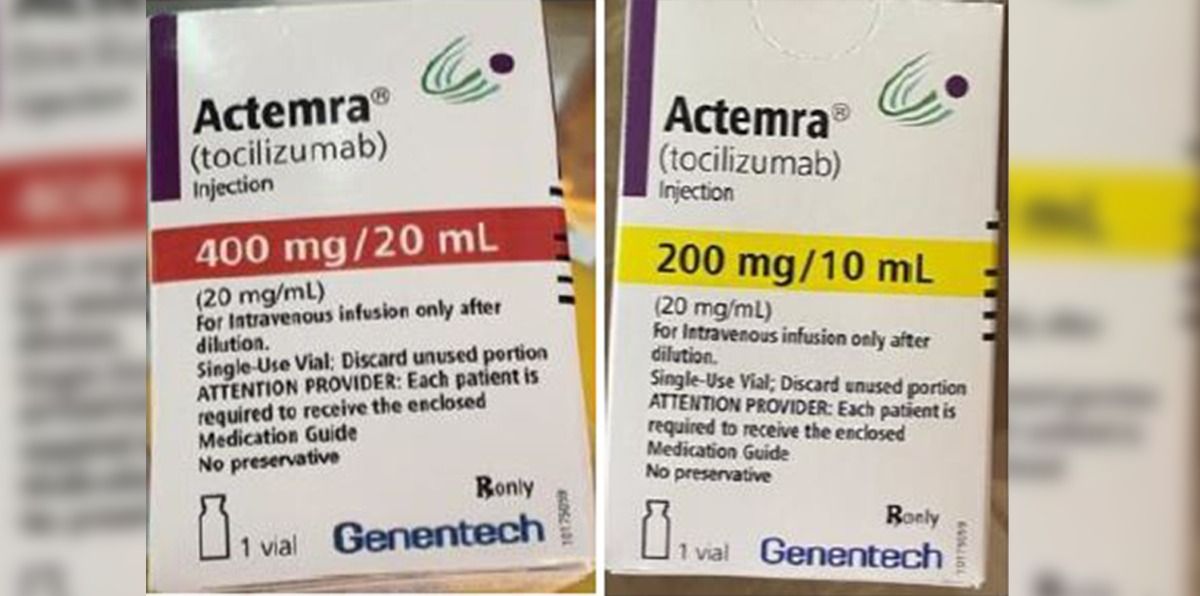 Actemra®
(tocilizumab)
Injection
400 mg/20 mL
(20 mg/mL)
For Intravenous infusion only after
dilution.
Single-Use Vial; Discard unused portion
ATTENTION PROVIDER: Each patient is
required to receive the enclosed
Medication Guide
No preservative
Rx only
1 vial
Genentech
Actemra®
(tocilizumab)
Injection
200 mg/10 mL
(20 mg/mL)
For Intravenous infusion only after
dilution.
Single-Use Vial; Discard unused portion
ATTENTION PROVIDER: Each patient is
required to receive the enclosed
Medication Guide
No preservative
Rx only
1 vial
Genentech